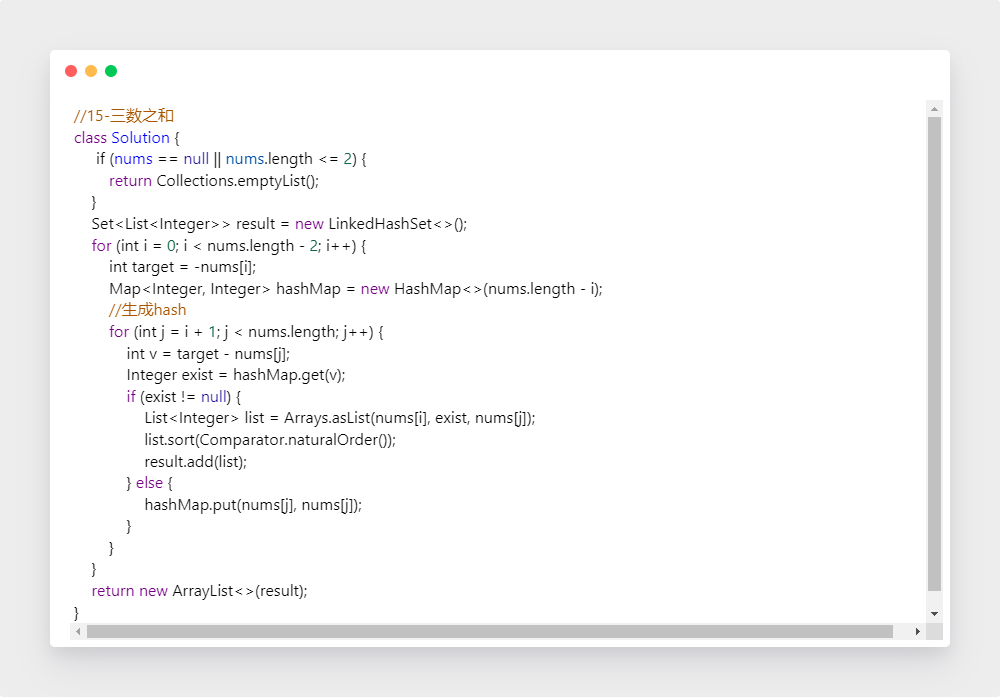 //15-三数之和
class Solution {
if (nums == null || nums.length <= 2) {
return Collections.emptyList();
}
Set<List<Integer>> result = new LinkedHashSet<>();
for (int i = 0; i < nums.length - 2; i++) {
int target = -nums[i];
Map<Integer, Integer> hashMap = new HashMap<>(nums.length - i);
//生成hash
for (int j = i + 1; j < nums.length; j++) {
int v = target - nums[j];
Integer exist = hashMap.get(v);
if (exist != null) {
List<Integer> list = Arrays.asList(nums[i], exist, nums[j]);
list.sort(Comparator.naturalOrder());
result.add(list);
} else {
hashMap.put(nums[j], nums[j]);
}
}
}
return new ArrayList<>(result);
}